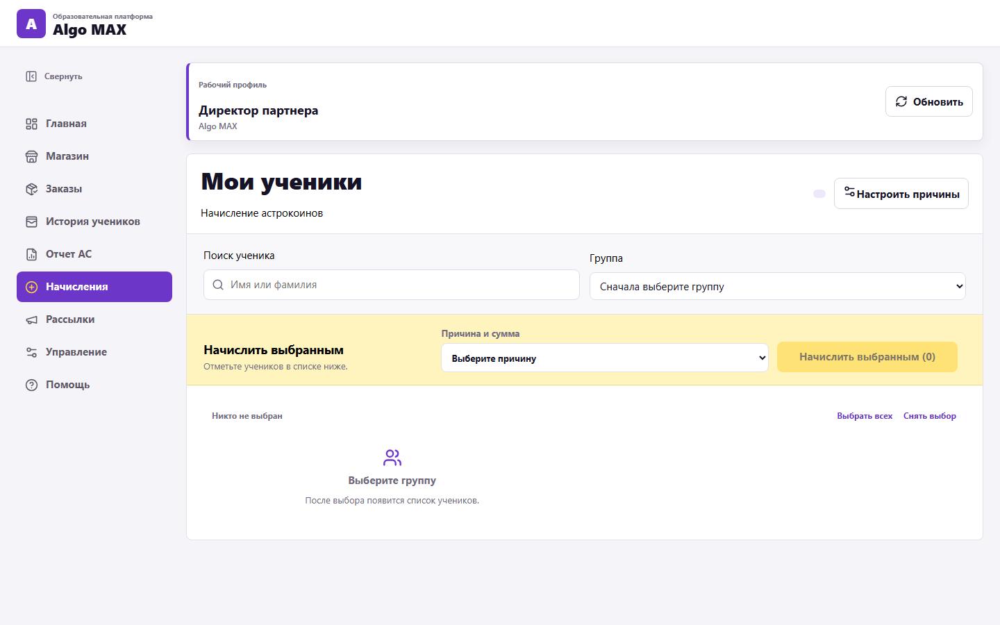 A
Образовательная платформа
Algo MAX
Свернуть
Главная
Магазин
Заказы
История учеников
Отчет АС
Начисления
Рассылки
Управление
Помощь
Рабочий профиль
Директор партнера
Algo MAX
Обновить
Мои ученики
Начисление астрокоинов
Настроить причины
Поиск ученика
Имя или фамилия
Группа
Сначала выберите группу
Начислить выбранным
Отметьте учеников в списке ниже.
Причина и сумма
Выберите причину
Начислить выбранным (0)
Никто не выбран
Выбрать всех
Снять выбор
Выберите группу
После выбора появится список учеников.